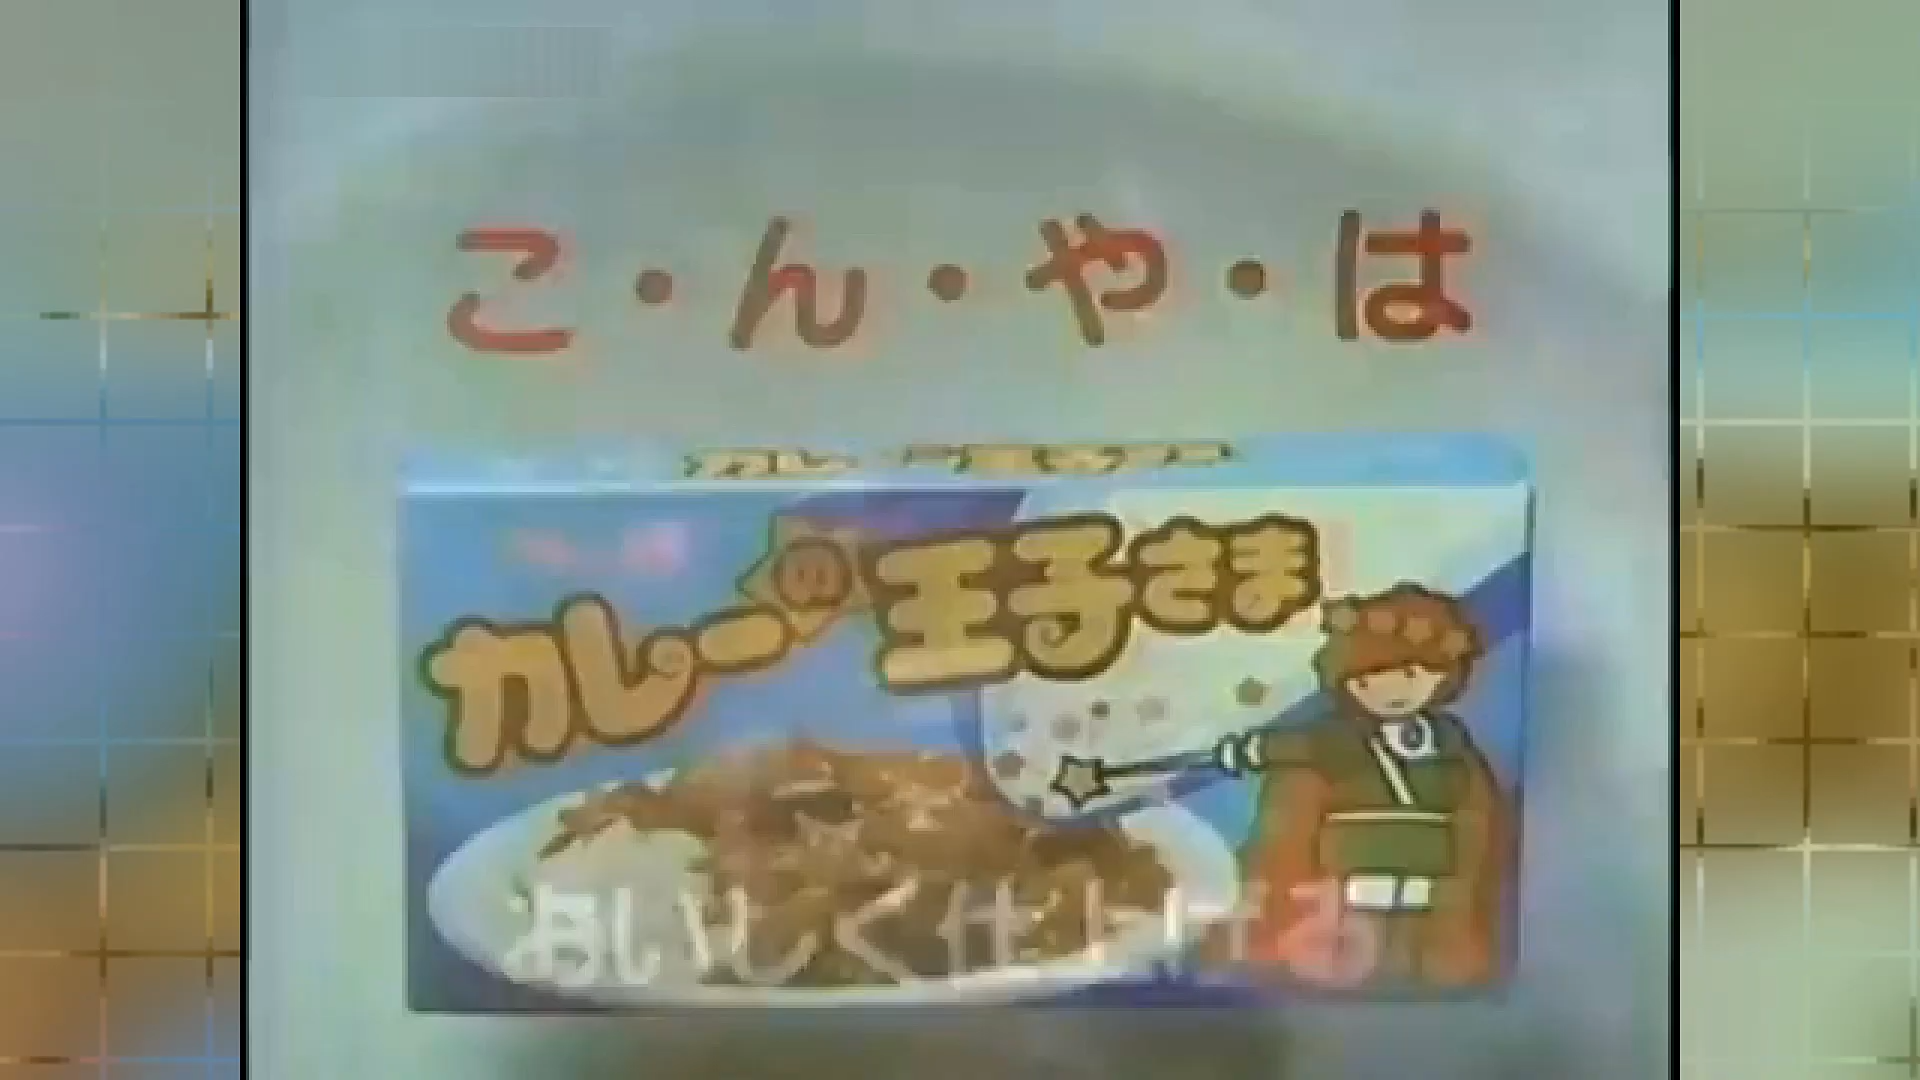 こ・ん・や・は
カレーの王子さま
おいしく仕上げる